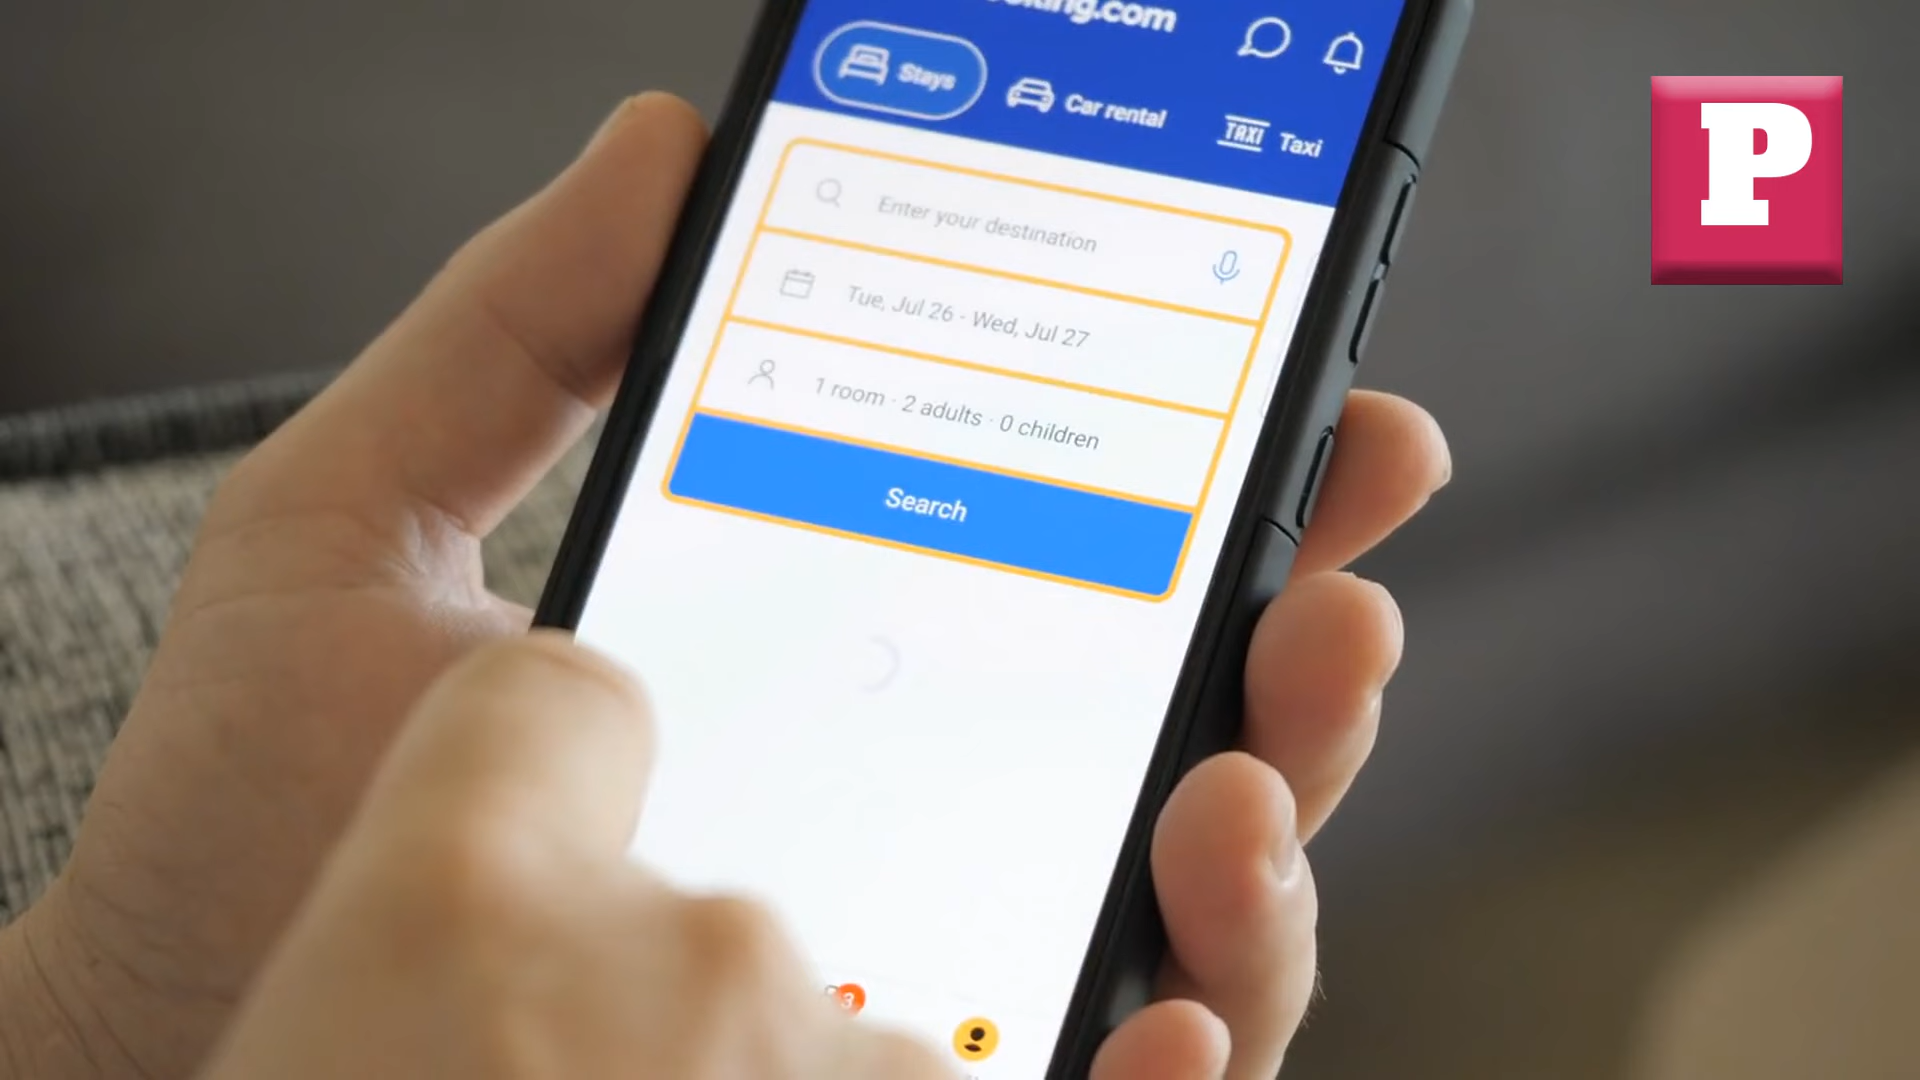 oking.com
Stays
Car rental
TAXI Taxi
Enter your destination
Tue, Jul 26 - Wed, Jul 27
1 room · 2 adults · 0 children
Search
3
P